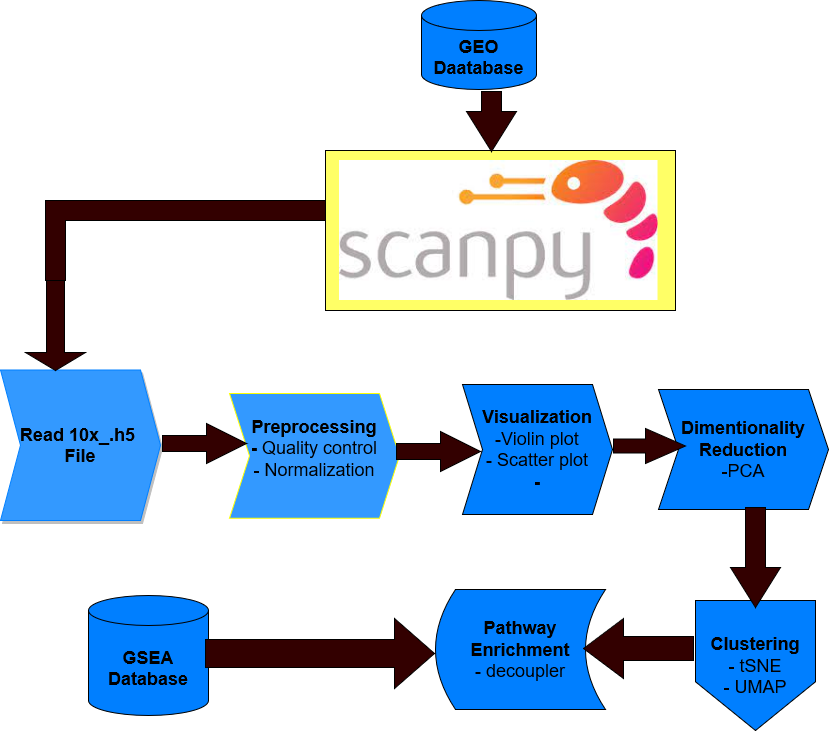 GEO
Daatabase
scanpy
Read 10x_.h5
File
Preprocessing
- Quality control
- Normalization
Visualization
-Violin plot
- Scatter plot
-
Dimentionality
Reduction
-PCA
Clustering
- tSNE
- UMAP
Pathway
Enrichment
- decoupler
GSEA
Database